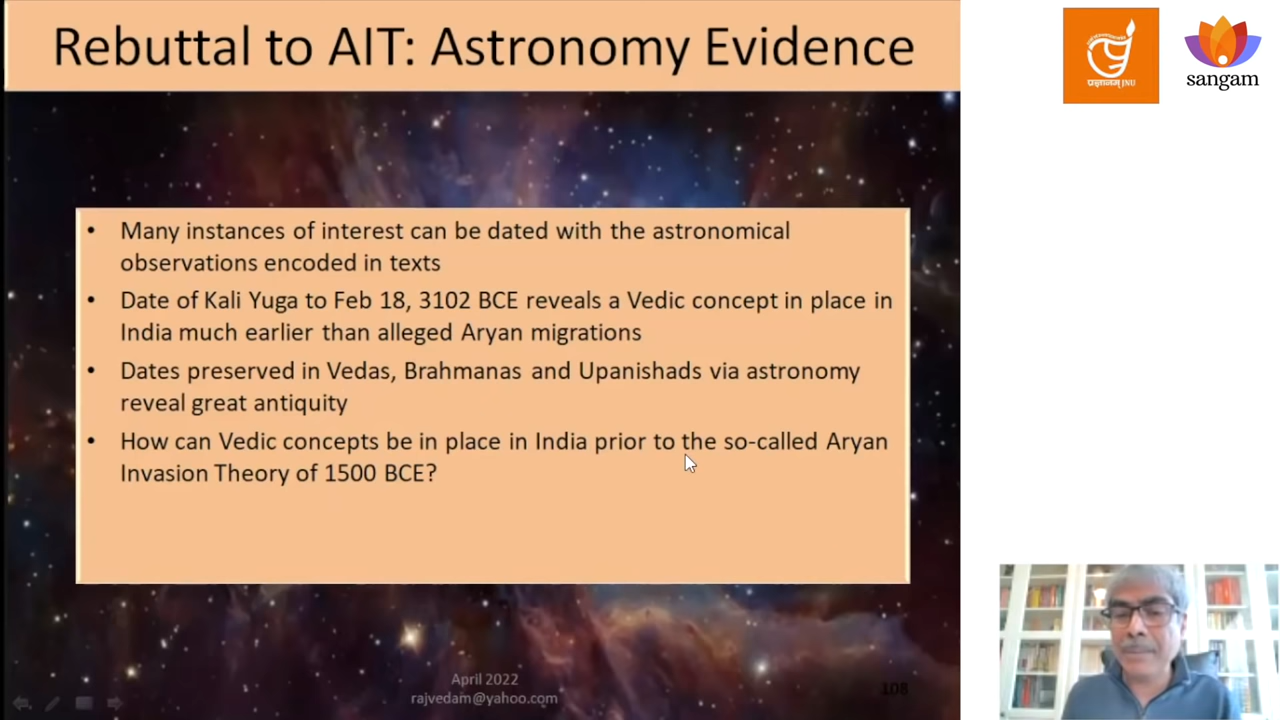 Rebuttal to AIT: Astronomy Evidence
sangam
प्रज्ञानम् JNU
• Many instances of interest can be dated with the astronomical
observations encoded in texts
• Date of Kali Yuga to Feb 18, 3102 BCE reveals a Vedic concept in place in
India much earlier than alleged Aryan migrations
• Dates preserved in Vedas, Brahmanas and Upanishads via astronomy
reveal great antiquity
• How can Vedic concepts be in place in India prior to the so-called Aryan
Invasion Theory of 1500 BCE?
April 2022
rajvedam@yahoo.com
108